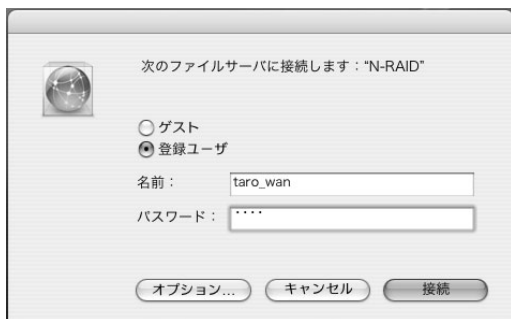 次のファイルサーバに接続します："N-RAID"
ゲスト
登録ユーザ
名前： taro_wan
パスワード： ････
オプション... キャンセル 接続